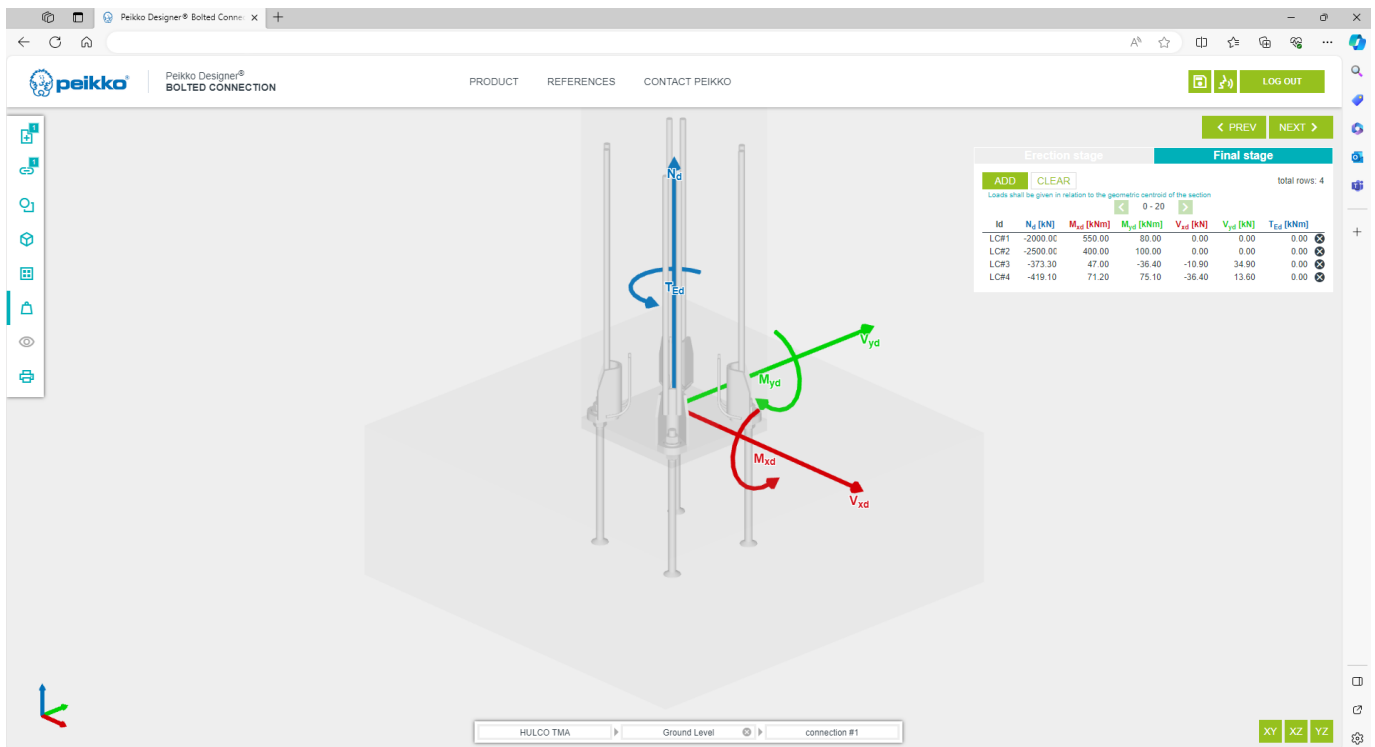 Peikko Designer® Bolted Connec
peikko®
Peikko Designer®
BOLTED CONNECTION
PRODUCT REFERENCES CONTACT PEIKKO
LOG OUT
PREV NEXT
1
1
Erection stage Final stage
ADD CLEAR total rows: 4
Loads shall be given in relation to the geometric centroid of the section
0 - 20
Id Nd [kN] Mxd [kNm] Myd [kNm] Vxd [kN] Vyd [kN] TEd [kNm]
LC#1 -2000.00 550.00 80.00 0.00 0.00 0.00
LC#2 -2500.00 400.00 100.00 0.00 0.00 0.00
LC#3 -373.30 47.00 -36.40 -10.90 34.90 0.00
LC#4 -419.10 71.20 75.10 -36.40 13.60 0.00
Nd
TEd
Vyd
Myd
Mxd
Vxd
HULCO TMA Ground Level connection #1
XY XZ YZ